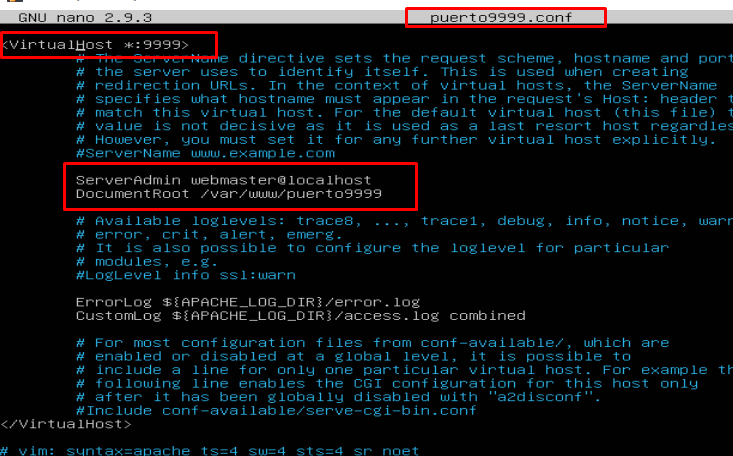 GNU nano 2.9.3 puerto9999.conf
<VirtualHost *:9999>
# The ServerName directive sets the request scheme, hostname and port
# the server uses to identify itself. This is used when creating
# redirection URLs. In the context of virtual hosts, the ServerName
# specifies what hostname must appear in the request's Host: header t
# match this virtual host. For the default virtual host (this file) t
# value is not decisive as it is used as a last resort host regardles
# However, you must set it for any further virtual host explicitly.
#ServerName www.example.com
ServerAdmin webmaster@localhost
DocumentRoot /var/www/puerto9999
# Available loglevels: trace8, ..., trace1, debug, info, notice, warn
# error, crit, alert, emerg.
# It is also possible to configure the loglevel for particular
# modules, e.g.
#LogLevel info ssl:warn
ErrorLog ${APACHE_LOG_DIR}/error.log
CustomLog ${APACHE_LOG_DIR}/access.log combined
# For most configuration files from conf-available/, which are
# enabled or disabled at a global level, it is possible to
# include a line for only one particular virtual host. For example th
# following line enables the CGI configuration for this host only
# after it has been globally disabled with "a2disconf".
#Include conf-available/serve-cgi-bin.conf
</VirtualHost>
# vim: syntax=apache ts=4 sw=4 sts=4 sr noet